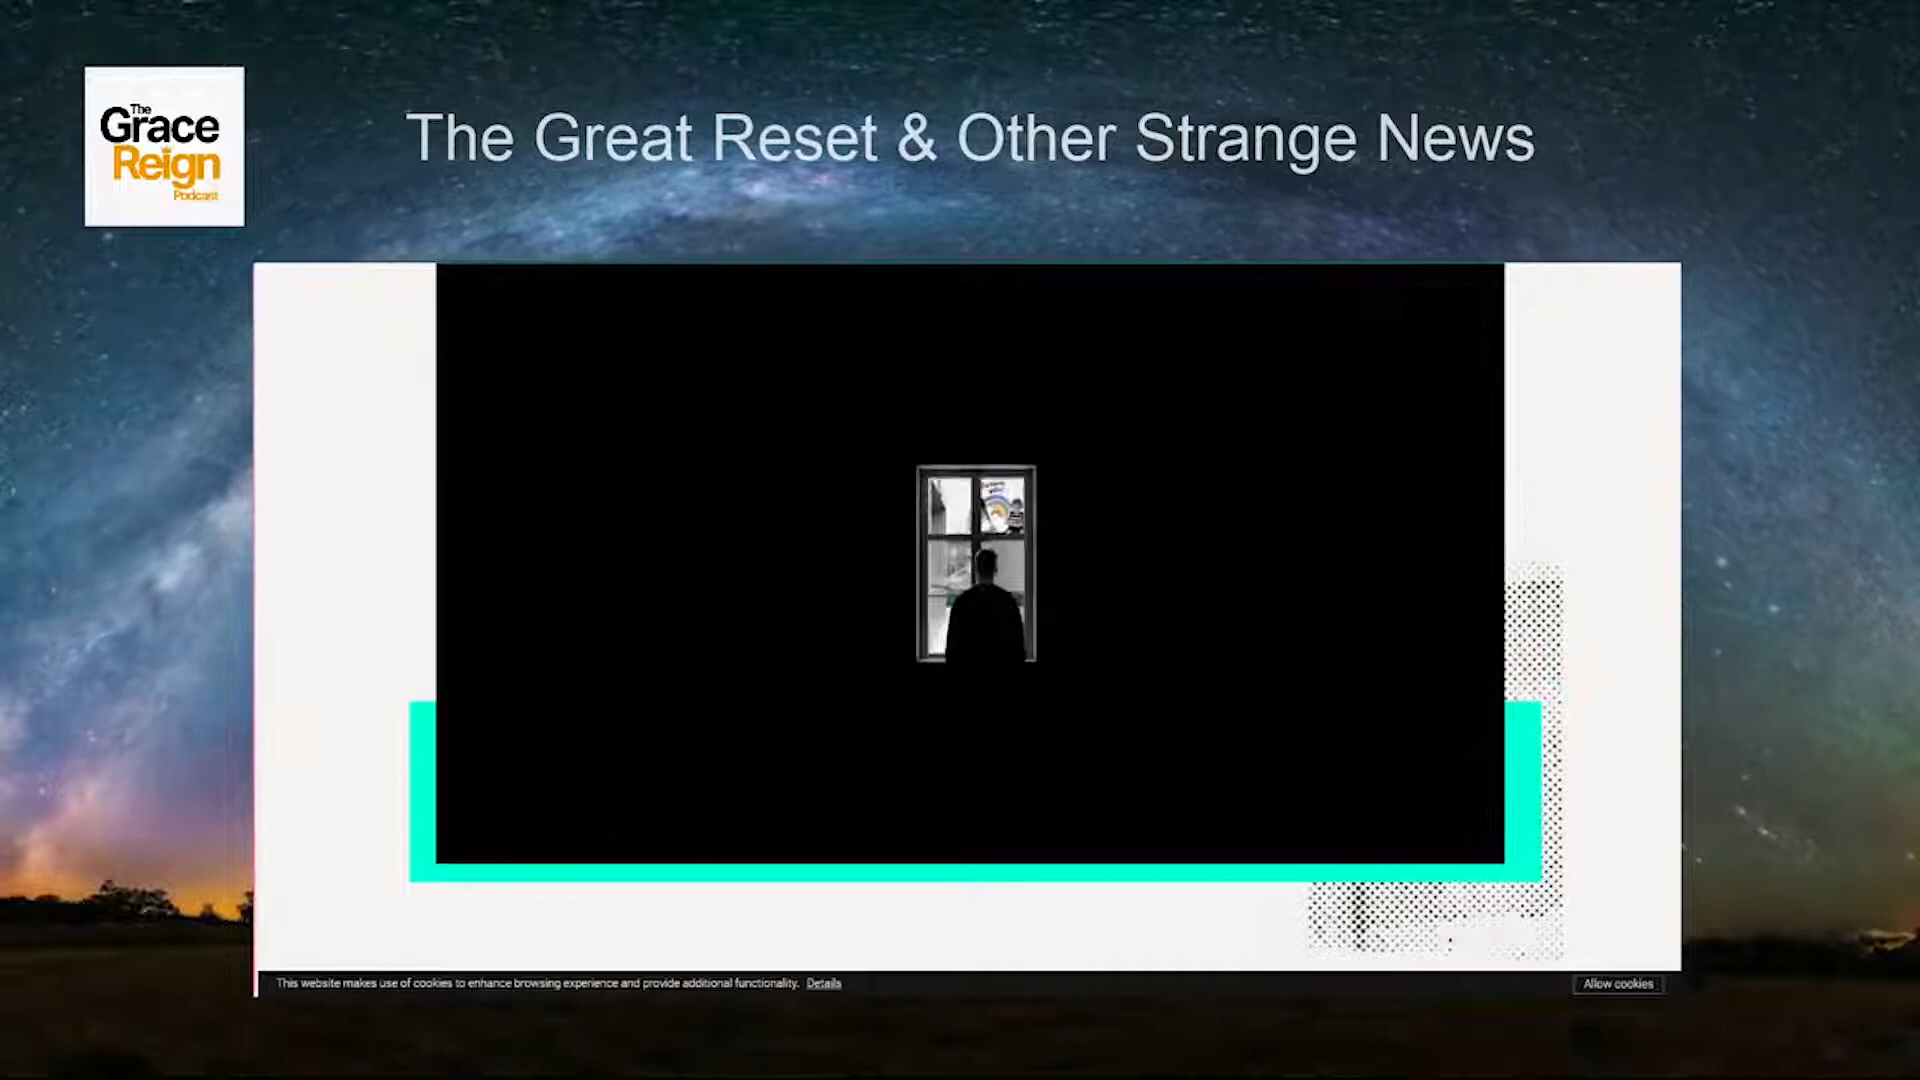 The
Grace
Reign
Podcast
The Great Reset & Other Strange News
This website makes use of cookies to enhance browsing experience and provide additional functionality. Details
Allow cookies